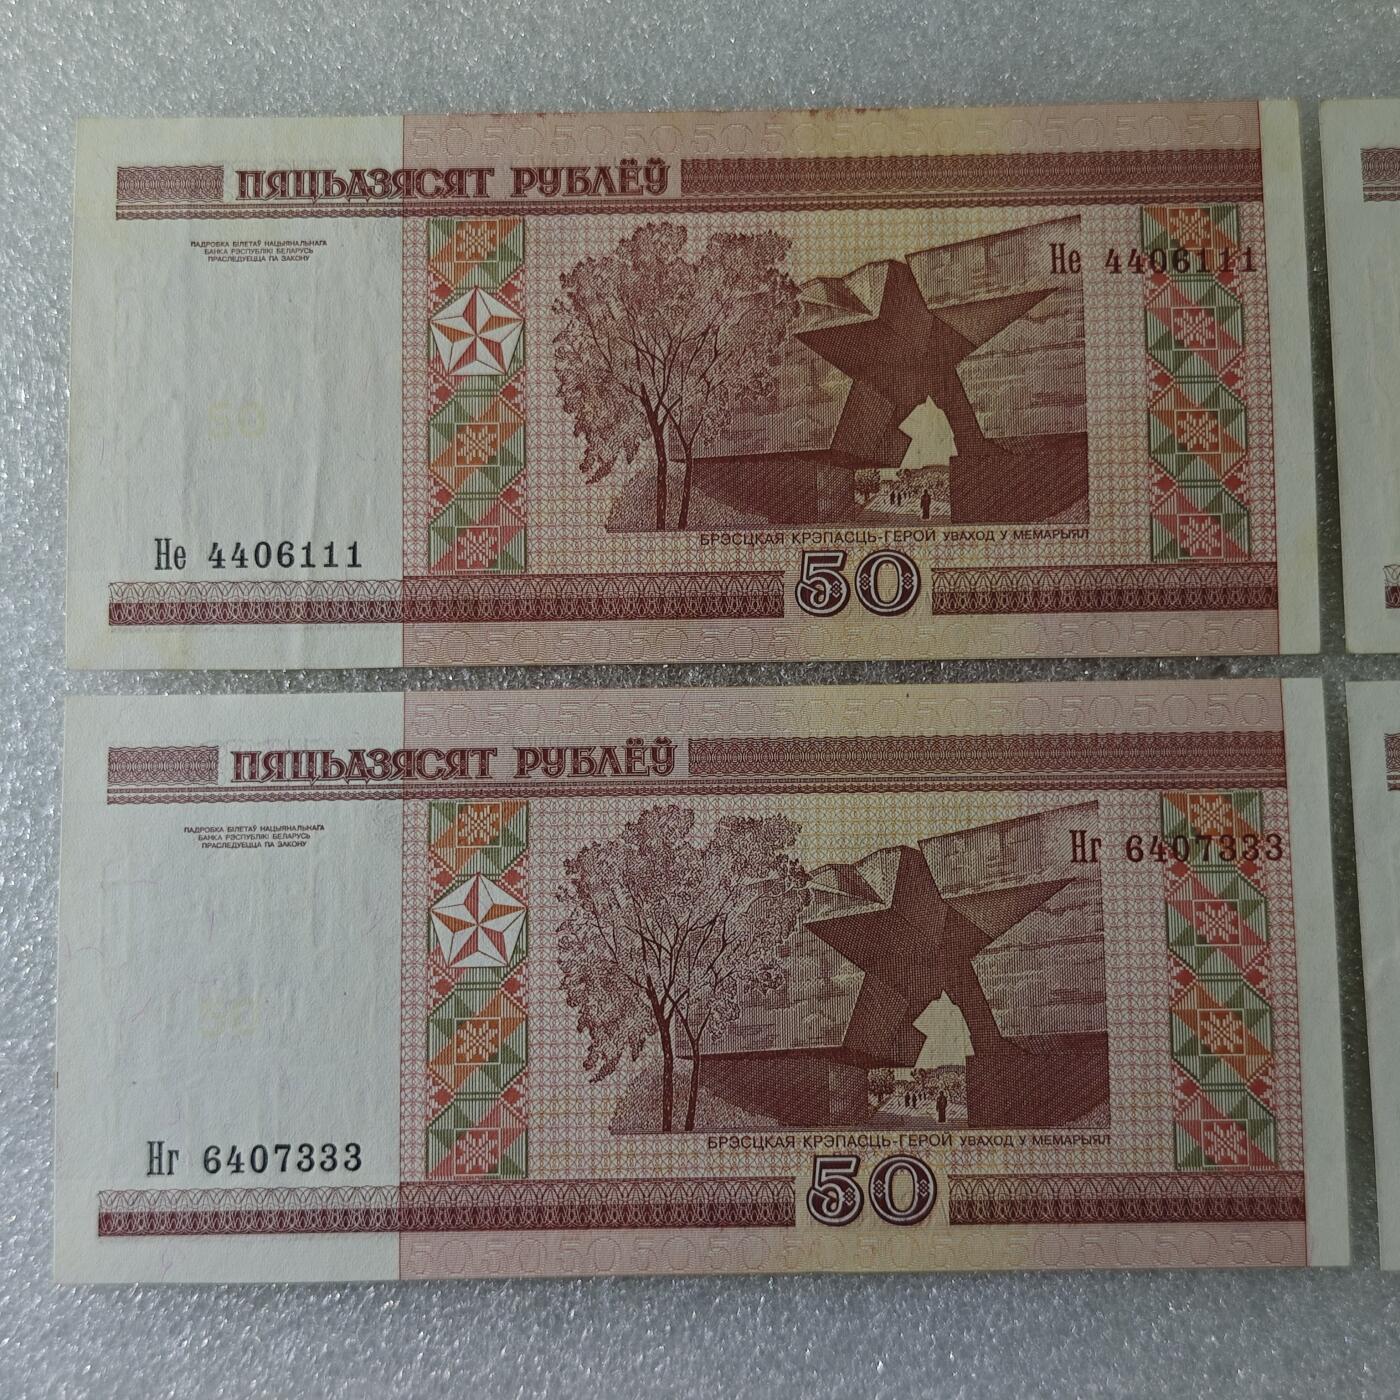 ПЯЦЬДЗЯСЯТ РУБЛЁЎ
ПАДРОБКА БІЛЕТАЎ НАЦЫЯНАЛЬНАГА
БАНКА РЭСПУБЛІКІ БЕЛАРУСЬ
ПРАСЛЕДУЕЦЦА ПА ЗАКОНУ
Не 4406111
50
Не 4406111
БРЭСЦКАЯ КРЭПАСЦЬ-ГЕРОЙ УВАХОД У МЕМАРЫЯЛ
50
ПЯЦЬДЗЯСЯТ РУБЛЁЎ
ПАДРОБКА БІЛЕТАЎ НАЦЫЯНАЛЬНАГА
БАНКА РЭСПУБЛІКІ БЕЛАРУСЬ
ПРАСЛЕДУЕЦЦА ПА ЗАКОНУ
Нг 6407333
50
Нг 6407333
БРЭСЦКАЯ КРЭПАСЦЬ-ГЕРОЙ УВАХОД У МЕМАРЫЯЛ
50